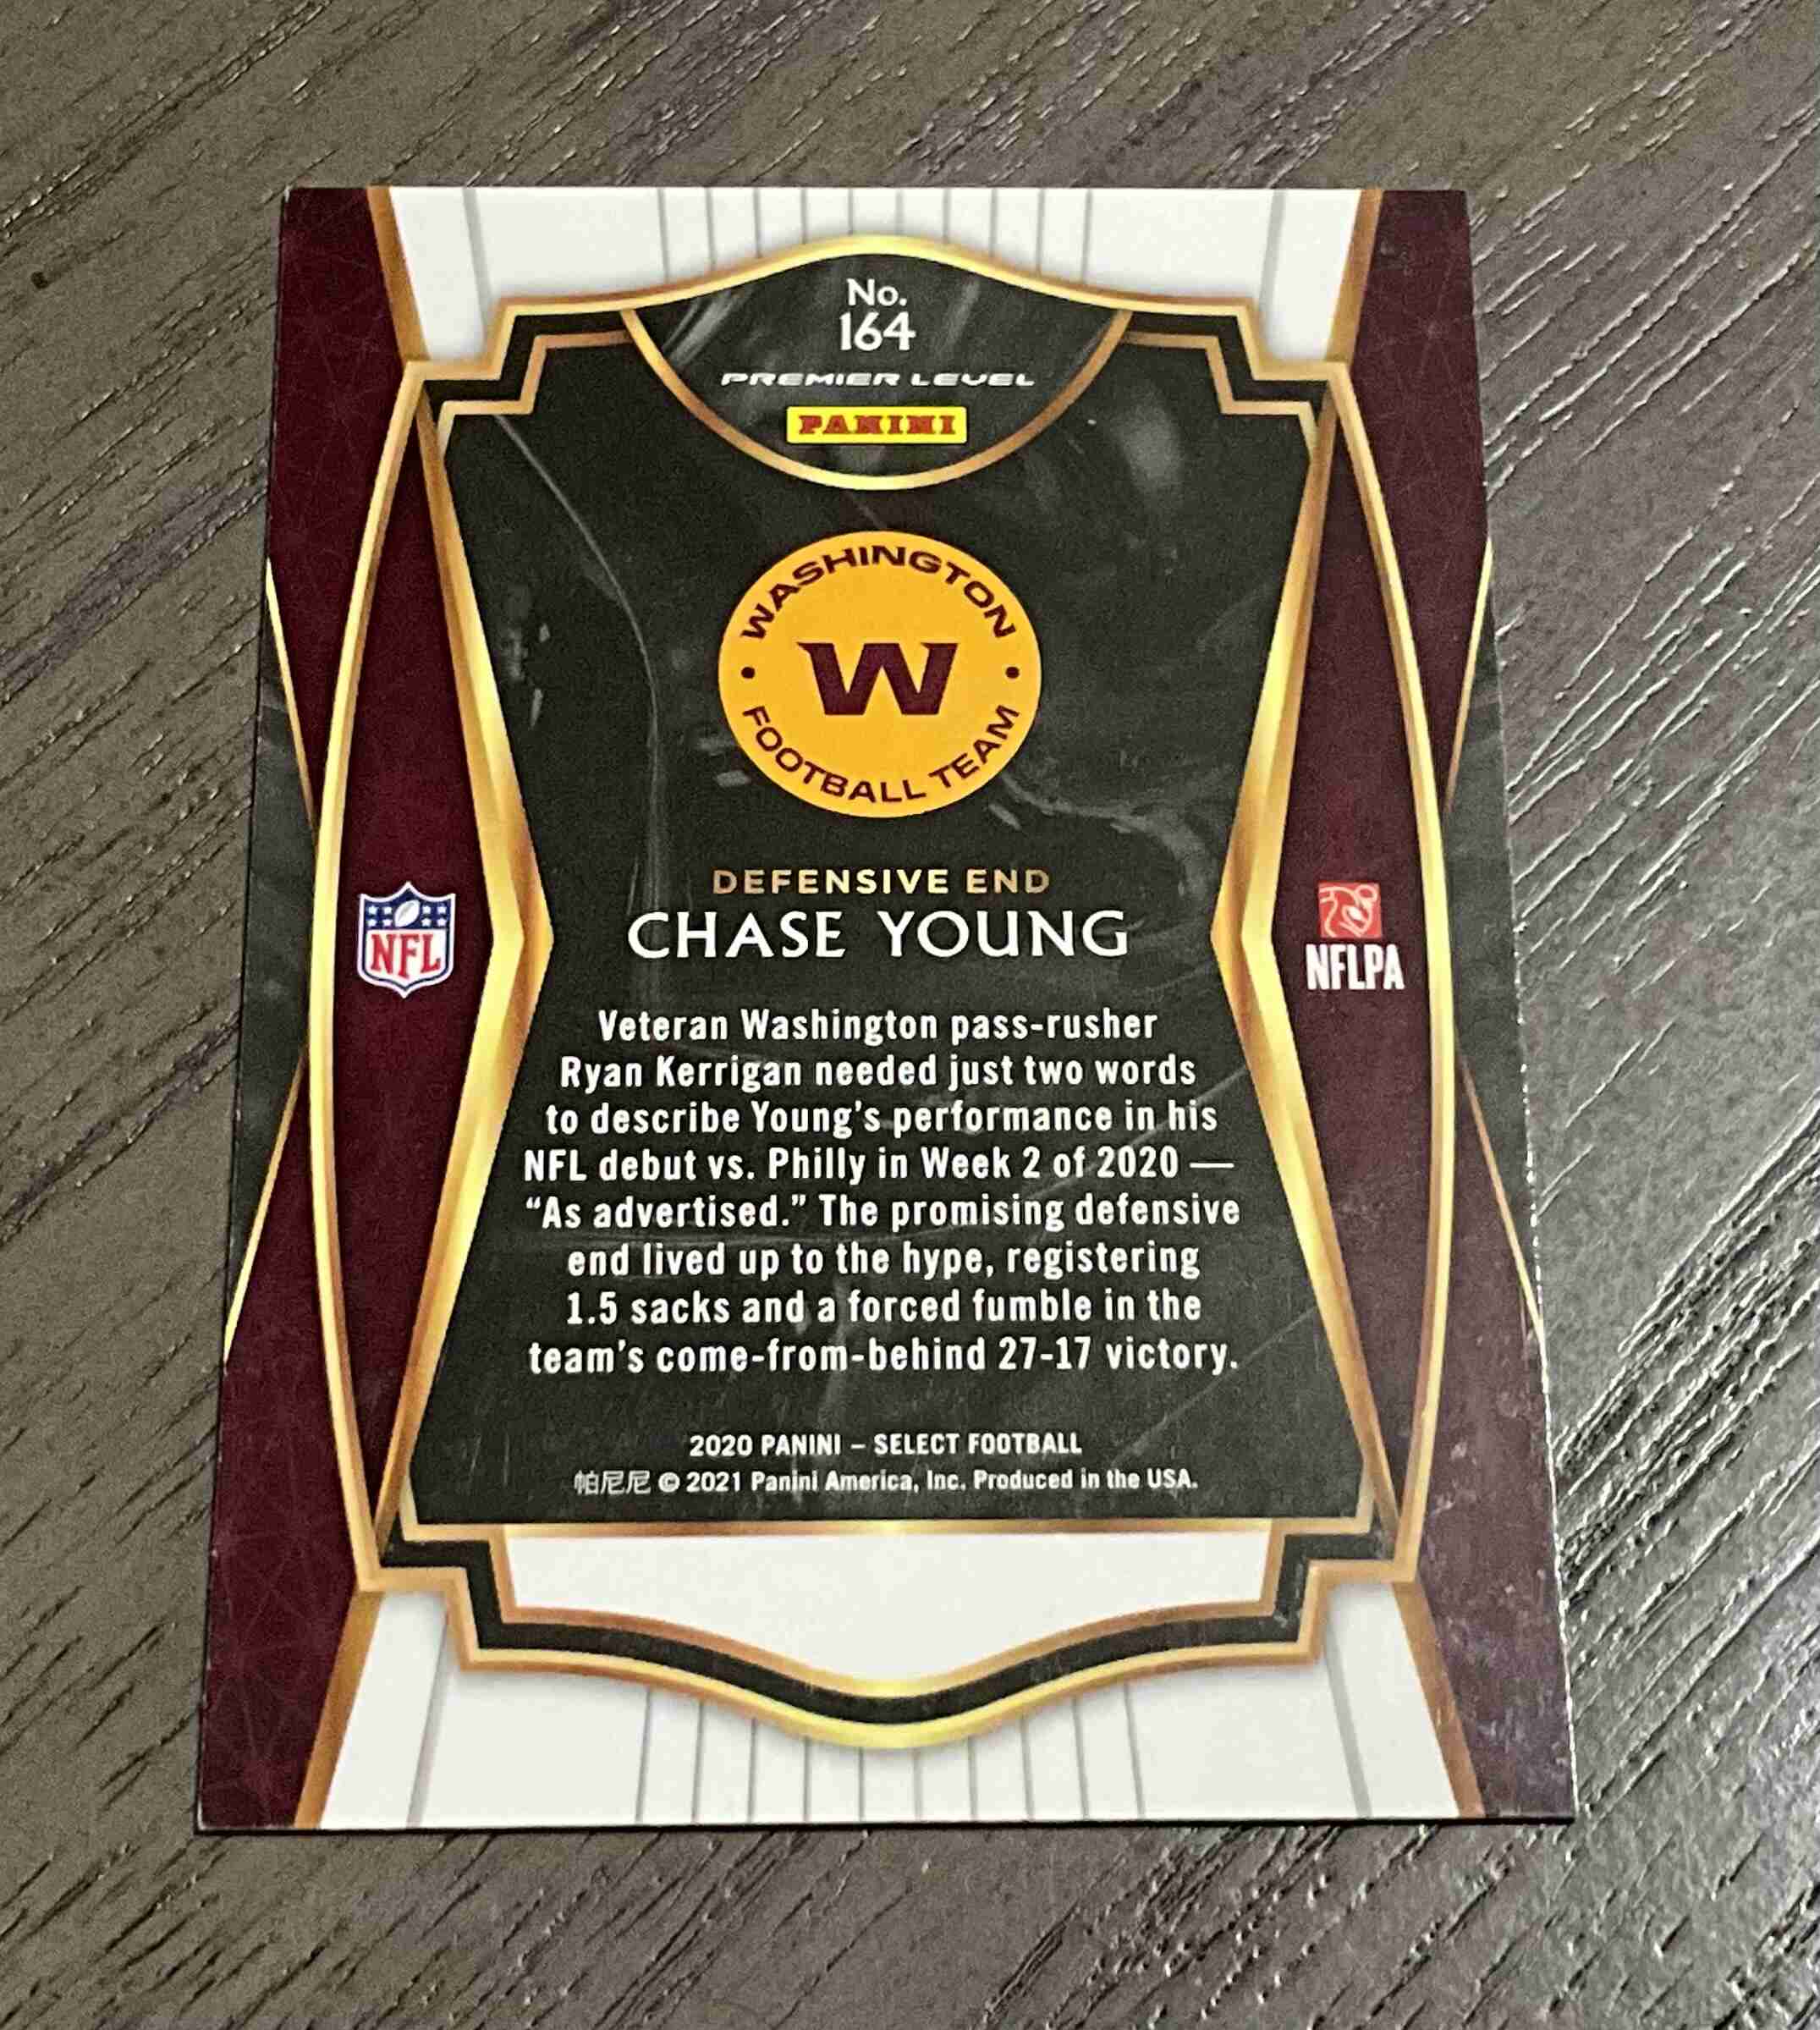 No.
164
PREMIER LEVEL
PANINI
WASHINGTON
W
FOOTBALL TEAM
DEFENSIVE END
CHASE YOUNG
NFL
NFLPA
Veteran Washington pass-rusher
Ryan Kerrigan needed just two words
to describe Young's performance in his
NFL debut vs. Philly in Week 2 of 2020 —
“As advertised.” The promising defensive
end lived up to the hype, registering
1.5 sacks and a forced fumble in the
team's come-from-behind 27-17 victory.
2020 PANINI – SELECT FOOTBALL
帕尼尼 © 2021 Panini America, Inc. Produced in the USA.